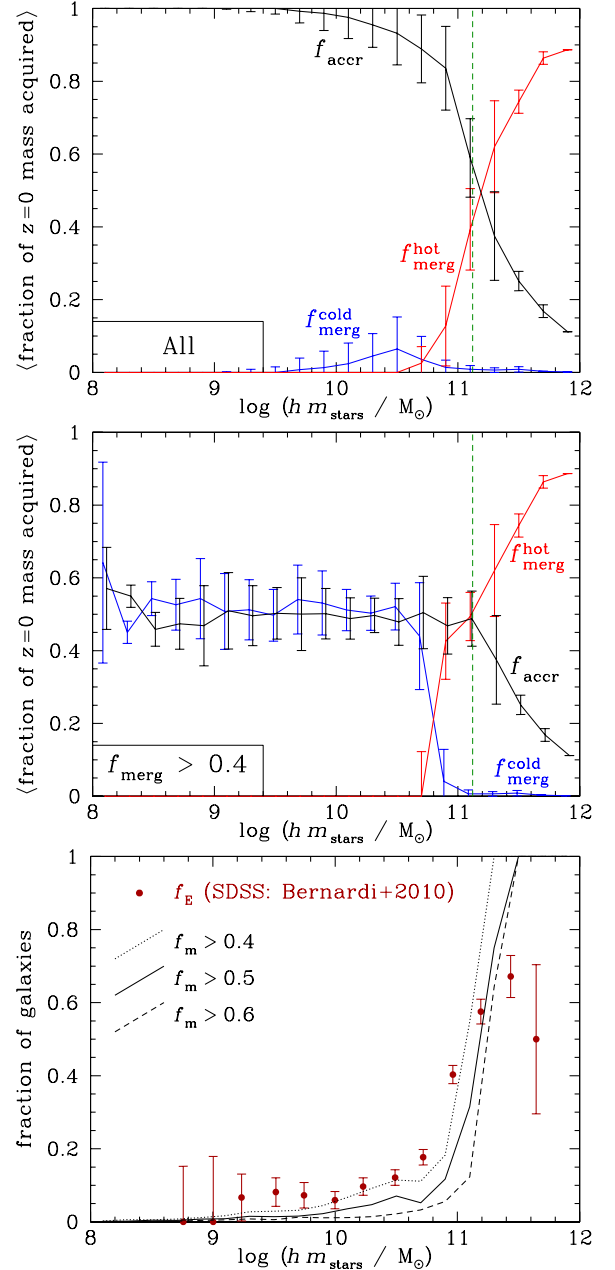 ⟨fraction of z=0 mass acquired⟩
1
0.8
0.6
0.4
0.2
0
f_accr
f_merg^hot
f_merg^cold
All
8 9 10 11 12
log (h m_stars / M_⊙)
⟨fraction of z=0 mass acquired⟩
1
0.8
0.6
0.4
0.2
0
f_merg^hot
f_accr
f_merg^cold
f_merg > 0.4
8 9 10 11 12
log (h m_stars / M_⊙)
fraction of galaxies
1
0.8
0.6
0.4
0.2
0
f_E (SDSS: Bernardi+2010)
f_m > 0.4
f_m > 0.5
f_m > 0.6
8 9 10 11 12
log (h m_stars / M_⊙)